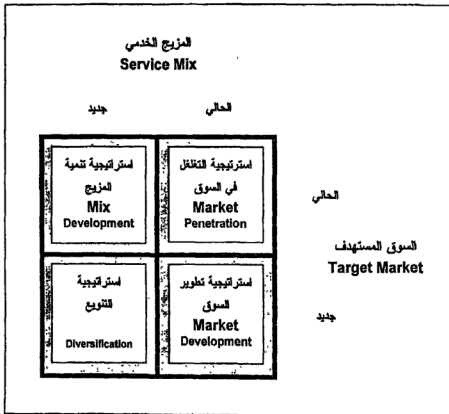 المزيج الخدمي
Service Mix
الحالي
جديد
استرتيجية التغلغل
في السوق
Market
Penetration
استراتيجية تنمية
المزيج
Mix
Development
الحالي
السوق المستهدف
Target Market
استراتيجية تطوير
السوق
Market
Development
استراتيجية
التنويع
Diversification
جديد